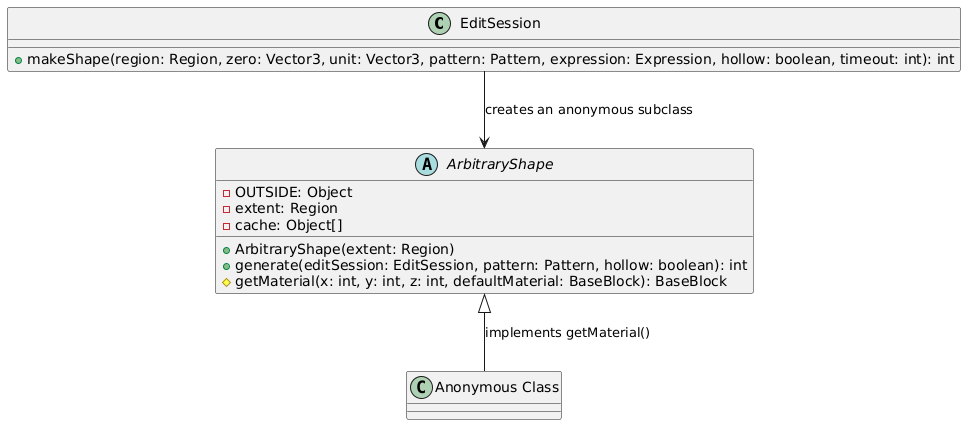 C EditSession
makeShape(region: Region, zero: Vector3, unit: Vector3, pattern: Pattern, expression: Expression, hollow: boolean, timeout: int): int
creates an anonymous subclass
A ArbitraryShape
OUTSIDE: Object
extent: Region
cache: Object[]
ArbitraryShape(extent: Region)
generate(editSession: EditSession, pattern: Pattern, hollow: boolean): int
getMaterial(x: int, y: int, z: int, defaultMaterial: BaseBlock): BaseBlock
implements getMaterial()
C Anonymous Class